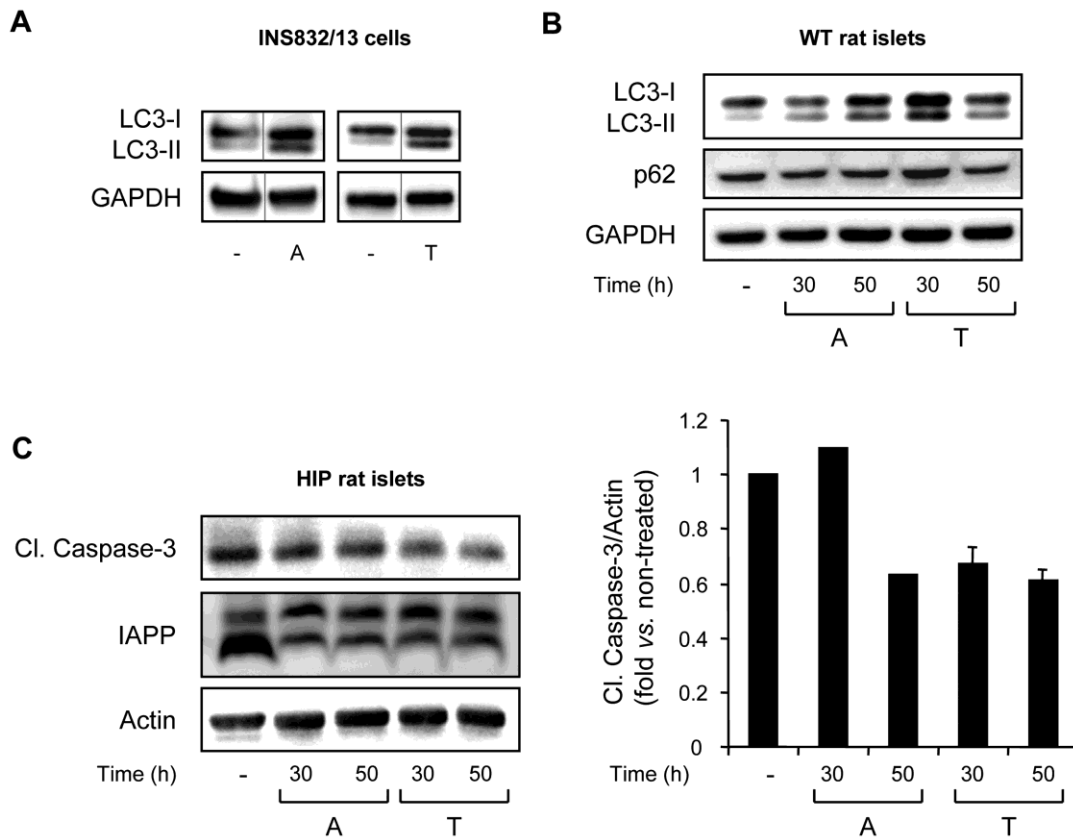 A
INS832/13 cells
LC3-I
LC3-II
GAPDH
- A - T
B
WT rat islets
LC3-I
LC3-II
p62
GAPDH
Time (h) - 30 50 30 50
A T
C
HIP rat islets
Cl. Caspase-3
IAPP
Actin
Time (h) - 30 50 30 50
A T
Cl. Caspase-3/Actin
(fold vs. non-treated)
1.2
1
0.8
0.6
0.4
0.2
0
Time (h) - 30 50 30 50
A T